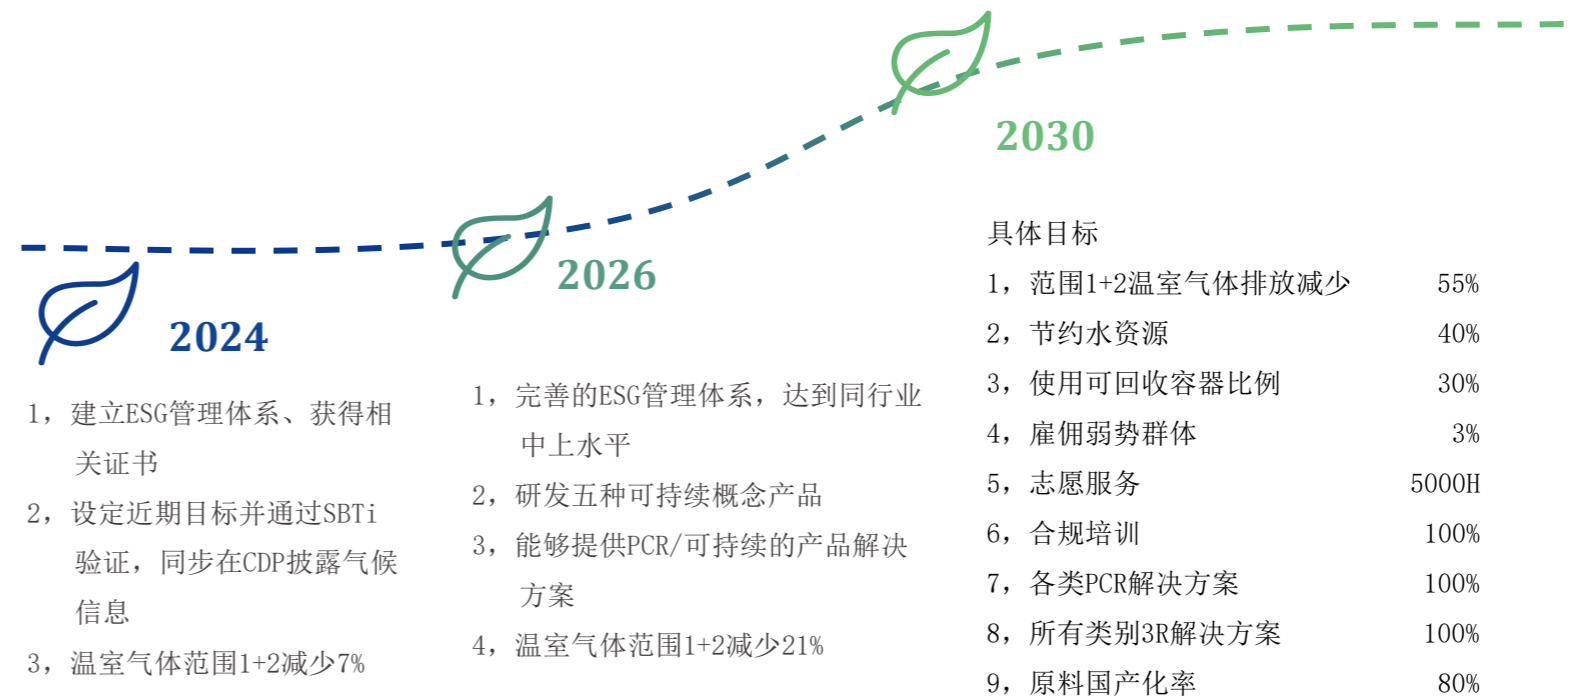 2024
1，建立ESG管理体系、获得相
关证书
2，设定近期目标并通过SBTi
验证，同步在CDP披露气候
信息
3，温室气体范围1+2减少7%
2026
1，完善的ESG管理体系，达到同行业
中上水平
2，研发五种可持续概念产品
3，能够提供PCR/可持续的产品解决
方案
4，温室气体范围1+2减少21%
2030
具体目标
1，范围1+2温室气体排放减少 55%
2，节约水资源 40%
3，使用可回收容器比例 30%
4，雇佣弱势群体 3%
5，志愿服务 5000H
6，合规培训 100%
7，各类PCR解决方案 100%
8，所有类别3R解决方案 100%
9，原料国产化率 80%